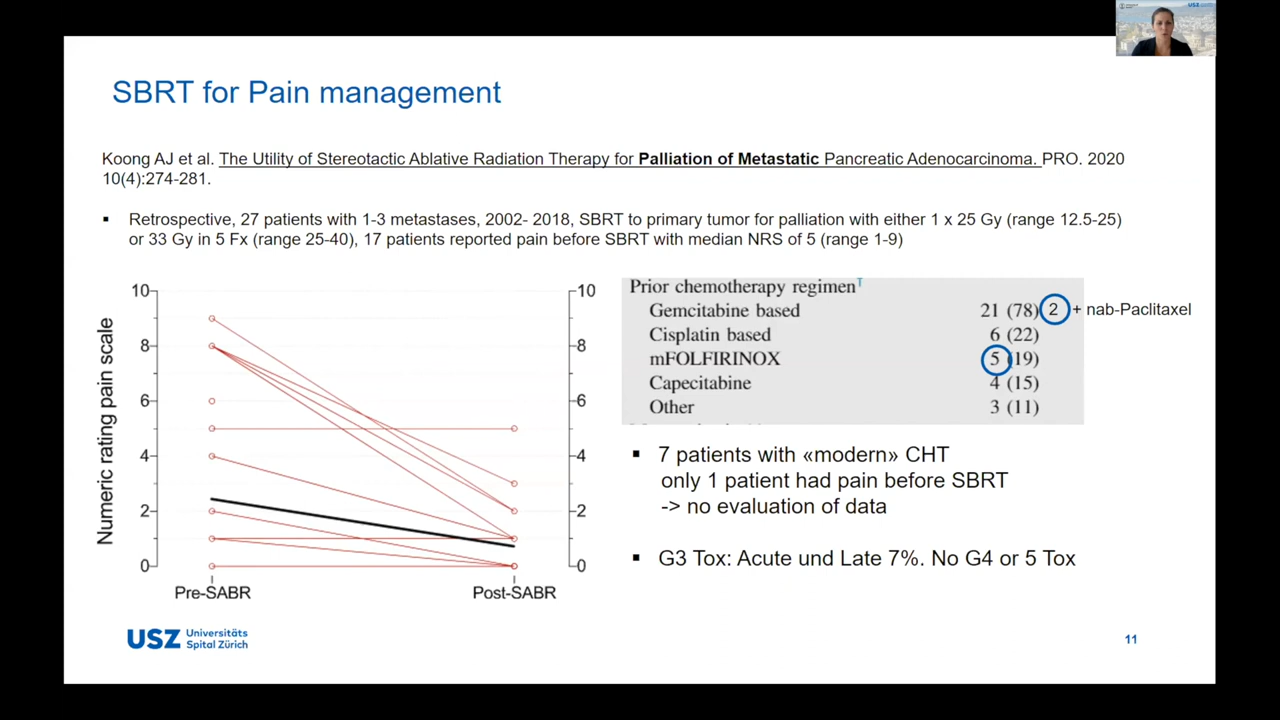 SBRT for Pain management
Koong AJ et al. The Utility of Stereotactic Ablative Radiation Therapy for Palliation of Metastatic Pancreatic Adenocarcinoma. PRO. 2020
10(4):274-281.
▪ Retrospective, 27 patients with 1-3 metastases, 2002- 2018, SBRT to primary tumor for palliation with either 1 x 25 Gy (range 12.5-25)
or 33 Gy in 5 Fx (range 25-40), 17 patients reported pain before SBRT with median NRS of 5 (range 1-9)
Numeric rating pain scale
10 10
8 8
6 6
4 4
2 2
0 0
Pre-SABR Post-SABR
Prior chemotherapy regimen†
Gemcitabine based 21 (78) 2 + nab-Paclitaxel
Cisplatin based 6 (22)
mFOLFIRINOX 5 (19)
Capecitabine 4 (15)
Other 3 (11)
▪ 7 patients with «modern» CHT
only 1 patient had pain before SBRT
-> no evaluation of data
▪ G3 Tox: Acute und Late 7%. No G4 or 5 Tox
USZ Universitäts
Spital Zürich
11